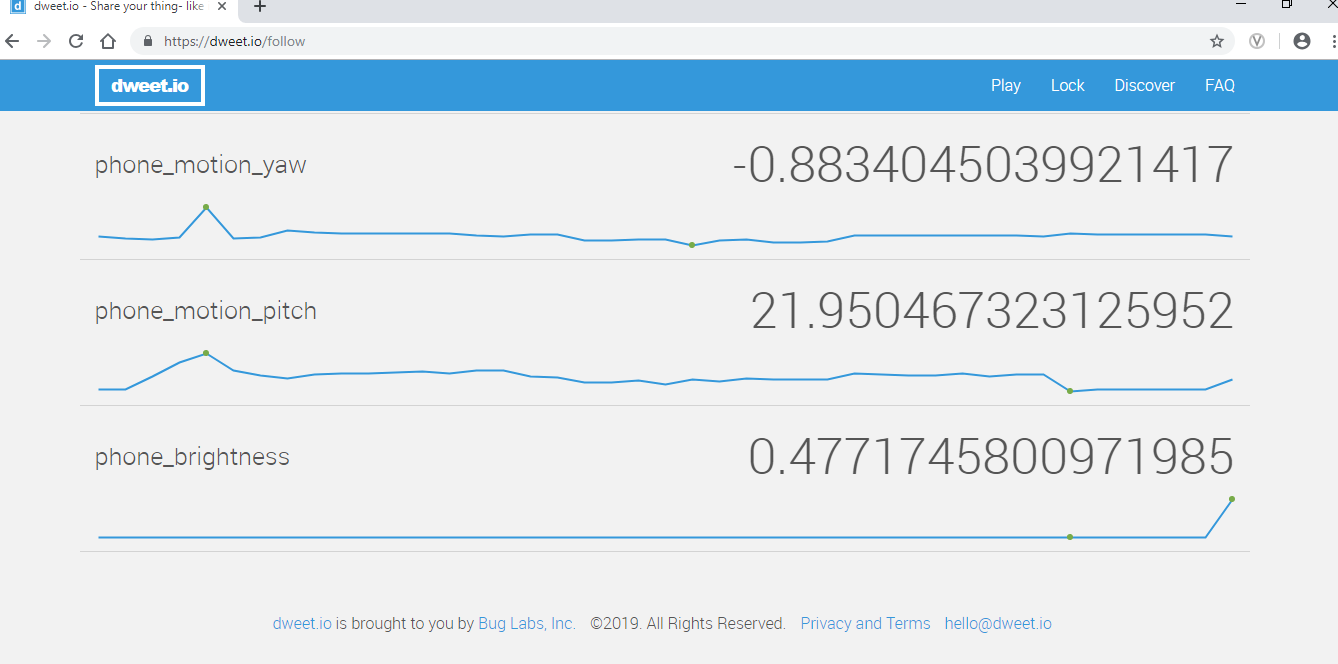 dweet.io - Share your thing- like
https://dweet.io/follow
dweet.io
Play Lock Discover FAQ
phone_motion_yaw
-0.8834045039921417
phone_motion_pitch
21.950467323125952
phone_brightness
0.4771745800971985
dweet.io is brought to you by Bug Labs, Inc. ©2019. All Rights Reserved. Privacy and Terms hello@dweet.io